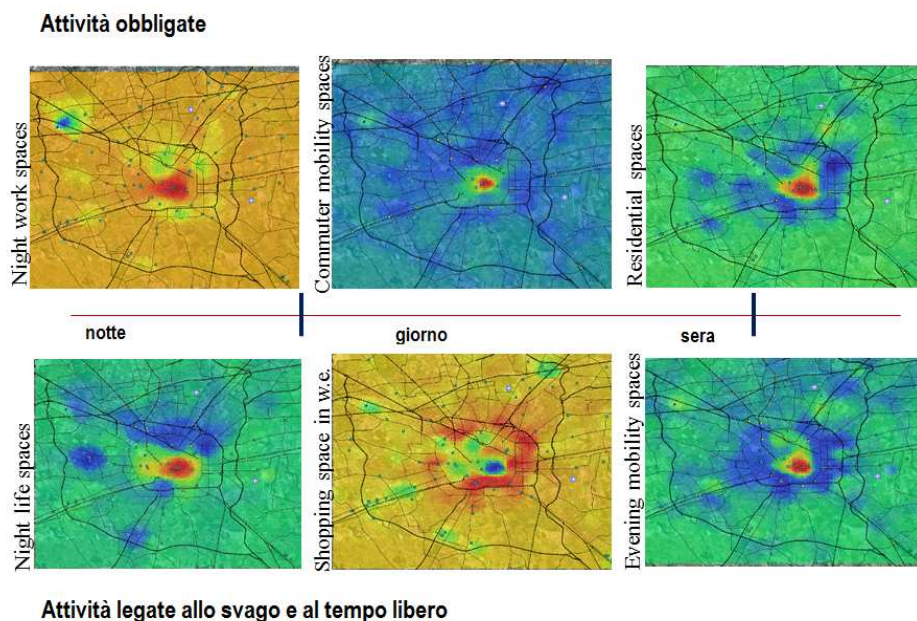 Attività obbligate
Night work spaces
Commuter mobility spaces
Residential spaces
notte
giorno
sera
Night life spaces
Shopping space in w.e.
Evening mobility spaces
Attività legate allo svago e al tempo libero